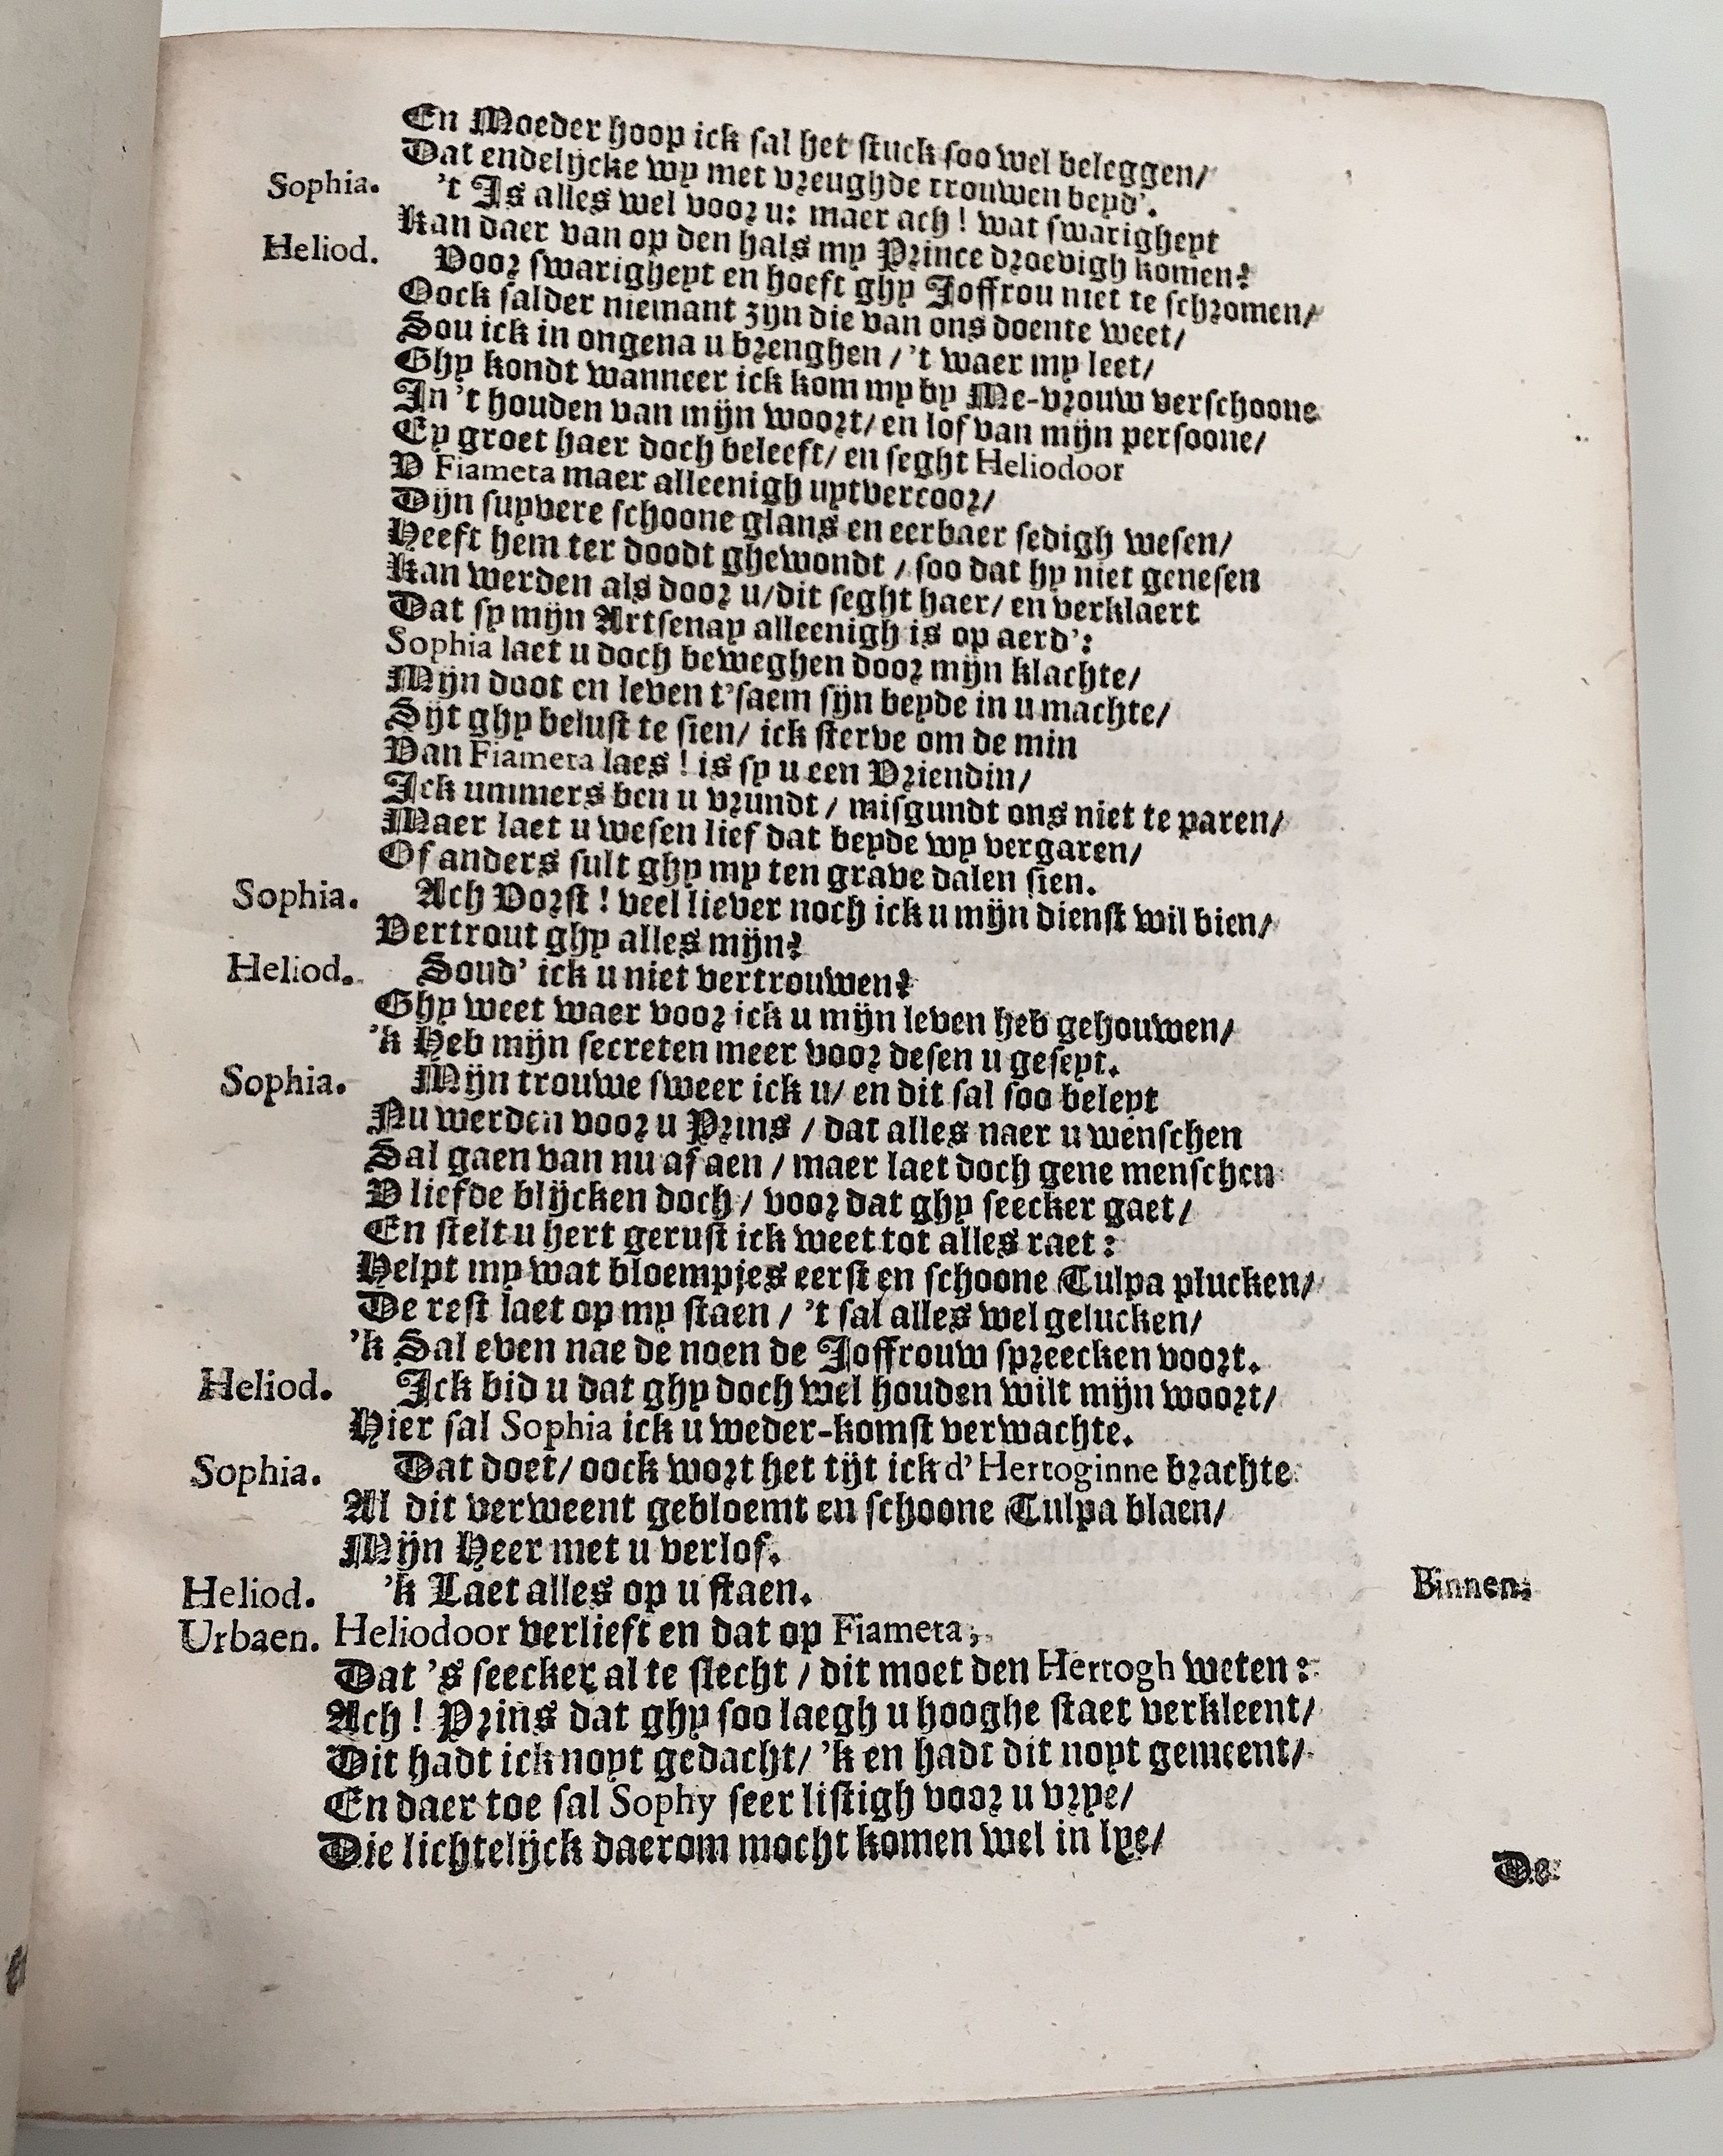 En Moeder hoop ick sal het stuck soo wel beleggen/
Dat endelijcke wy met vreughde trouwen beyd'.
Sophia. 't Is alles wel voor u: maer ach! wat swarigheyt
Kan daer van op den hals my Prince droevigh komen?
Heliod. Voor swarigheyt en hoeft ghy Joffrou niet te schromen/
Oock salder niemant zijn die van ons doente weet/
Sou ick in ongena u brenghen / 't waer my leet/
Ghy kondt wanneer ick kom my by Me-vrouw verschoone
In 't houden van mijn woort/ en lof van mijn persoone/
Ey groet haer doch beleeft/ en seght Heliodoor
U Fiameta maer alleenigh uytvercoor/
Dijn suyvere schoone glans en eerbaer sedigh wesen/
Heeft hem ter doodt ghewondt / soo dat hy niet genesen
Kan werden als door u/dit seght haer/ en verklaert
Dat sy mijn Artsenay alleenigh is op aerd':
Sophia laet u doch beweghen door mijn klachte/
Mijn doot en leven t'saem sijn beyde in u machte/
Sijt ghy belust te sien/ ick sterve om de min
Van Fiameta laes! is sy u een Vriendin/
Ick ummers ben u vrundt / misgundt ons niet te paren/
Maer laet u wesen lief dat beyde wy vergaren/
Of anders sult ghy my ten grave dalen sien.
Sophia. Ach Vorst! veel liever noch ick u mijn dienst wil bien/
Vertrout ghy alles mijn?
Heliod. Soud' ick u niet vertrouwen?
Ghy weet waer voor ick u mijn leven heb gehouwen/
'k Heb mijn secreten meer voor desen u geseyt.
Sophia. Mijn trouwe sweer ick u/ en dit sal soo beleyt
Nu werden voor u Prins / dat alles naer u wenschen
Sal gaen van nu af aen / maer laet doch gene menschen
U liefde blijcken doch/ voor dat ghy seecker gaet/
En stelt u hert gerust ick weet tot alles raet:
Helpt my wat bloempjes eerst en schoone Tulpa plucken/
De rest laet op my staen / 't sal alles wel gelucken/
'k Sal even nae de noen de Joffrouw spreecken voort.
Heliod. Ick bid u dat ghy doch wel houden wilt mijn woort/
Hier sal Sophia ick u weder-komst verwachte.
Sophia. Dat doet/ oock wort het tijt ick d' Hertoginne brachte
Al dit verweent gebloemt en schoone Tulpa blaen/
Mijn Heer met u verlof.
Heliod. 'k Laet alles op u staen. Binnen.
Urbaen. Heliodoor verlieft en dat op Fiameta;
Dat 's seecker al te slecht / dit moet den Hertogh weten:
Ach! Prins dat ghy soo laegh u hooghe staet verkleent/
Dit hadt ick noyt gedacht/ 'k en hadt dit noyt gemeent/
En daer toe sal Sophy seer listigh voor u vrye/
Die lichtelijck daerom mocht komen wel in lye/
De